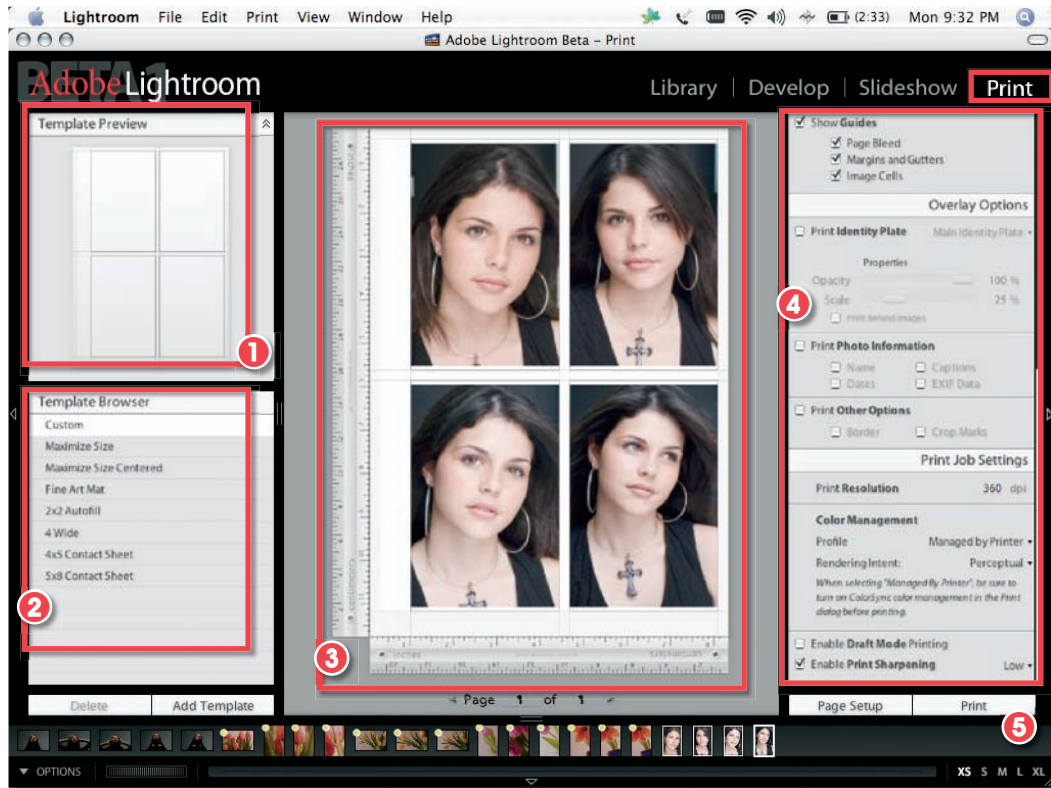 Lightroom File Edit Print View Window Help (2:33) Mon 9:32 PM
Adobe Lightroom Beta – Print
BETA1
Adobe Lightroom
Library | Develop | Slideshow Print
Template Preview
1
Template Browser
Custom
Maximize Size
Maximize Size Centered
Fine Art Mat
2x2 Autofill
4 Wide
4x5 Contact Sheet
5x8 Contact Sheet
2
Delete Add Template
inches
centimeters
3
Page 1 of 1
Show Guides
Page Bleed
Margins and Gutters
Image Cells
Overlay Options
Print Identity Plate Main Identity Plate
Properties
Opacity 100 %
Scale 25 %
4
Print behind images
Print Photo Information
Name Captions
Dates EXIF Data
Print Other Options
Border Crop Marks
Print Job Settings
Print Resolution 360 dpi
Color Management
Profile Managed by Printer
Rendering Intent: Perceptual
When selecting "Managed By Printer", be sure to
turn on ColorSync color management in the Print
dialog before printing.
Enable Draft Mode Printing
Enable Print Sharpening Low
Page Setup Print
5
OPTIONS XS S M L XL